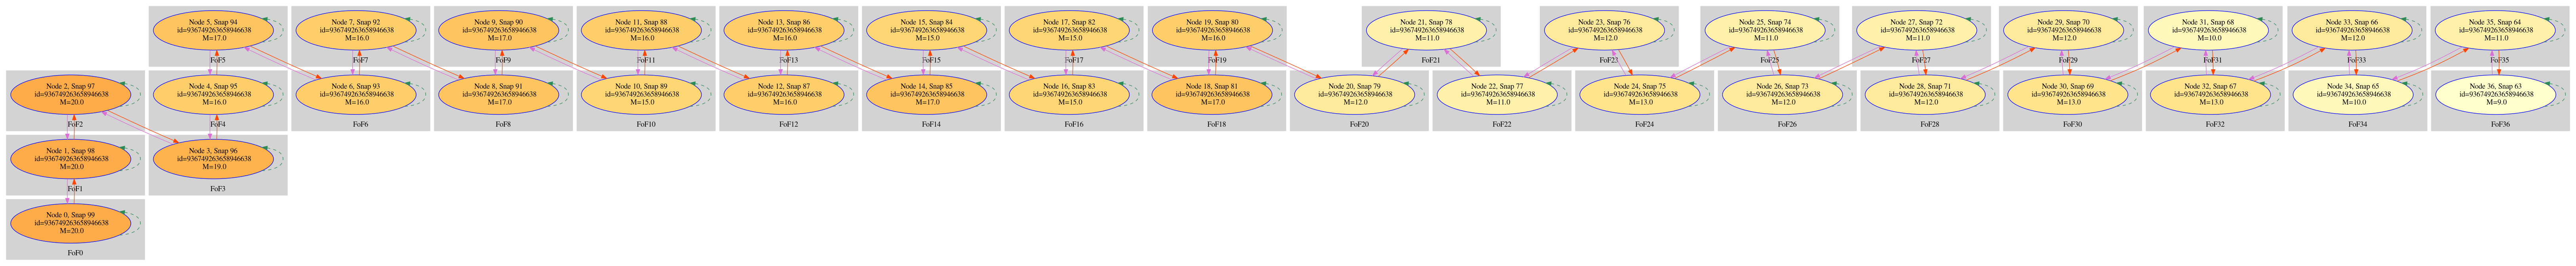 Node 5, Snap 94
id=936749263658946638
M=17.0
FoF5
Node 7, Snap 92
id=936749263658946638
M=16.0
FoF7
Node 9, Snap 90
id=936749263658946638
M=17.0
FoF9
Node 11, Snap 88
id=936749263658946638
M=16.0
FoF11
Node 13, Snap 86
id=936749263658946638
M=16.0
FoF13
Node 15, Snap 84
id=936749263658946638
M=15.0
FoF15
Node 17, Snap 82
id=936749263658946638
M=15.0
FoF17
Node 19, Snap 80
id=936749263658946638
M=16.0
FoF19
Node 21, Snap 78
id=936749263658946638
M=11.0
FoF21
Node 23, Snap 76
id=936749263658946638
M=12.0
FoF23
Node 25, Snap 74
id=936749263658946638
M=11.0
FoF25
Node 27, Snap 72
id=936749263658946638
M=11.0
FoF27
Node 29, Snap 70
id=936749263658946638
M=12.0
FoF29
Node 31, Snap 68
id=936749263658946638
M=10.0
FoF31
Node 33, Snap 66
id=936749263658946638
M=12.0
FoF33
Node 35, Snap 64
id=936749263658946638
M=11.0
FoF35
Node 2, Snap 97
id=936749263658946638
M=20.0
FoF2
Node 4, Snap 95
id=936749263658946638
M=16.0
FoF4
Node 6, Snap 93
id=936749263658946638
M=16.0
FoF6
Node 8, Snap 91
id=936749263658946638
M=17.0
FoF8
Node 10, Snap 89
id=936749263658946638
M=15.0
FoF10
Node 12, Snap 87
id=936749263658946638
M=16.0
FoF12
Node 14, Snap 85
id=936749263658946638
M=17.0
FoF14
Node 16, Snap 83
id=936749263658946638
M=15.0
FoF16
Node 18, Snap 81
id=936749263658946638
M=17.0
FoF18
Node 20, Snap 79
id=936749263658946638
M=12.0
FoF20
Node 22, Snap 77
id=936749263658946638
M=11.0
FoF22
Node 24, Snap 75
id=936749263658946638
M=13.0
FoF24
Node 26, Snap 73
id=936749263658946638
M=12.0
FoF26
Node 28, Snap 71
id=936749263658946638
M=12.0
FoF28
Node 30, Snap 69
id=936749263658946638
M=13.0
FoF30
Node 32, Snap 67
id=936749263658946638
M=13.0
FoF32
Node 34, Snap 65
id=936749263658946638
M=10.0
FoF34
Node 36, Snap 63
id=936749263658946638
M=9.0
FoF36
Node 1, Snap 98
id=936749263658946638
M=20.0
FoF1
Node 3, Snap 96
id=936749263658946638
M=19.0
FoF3
Node 0, Snap 99
id=936749263658946638
M=20.0
FoF0